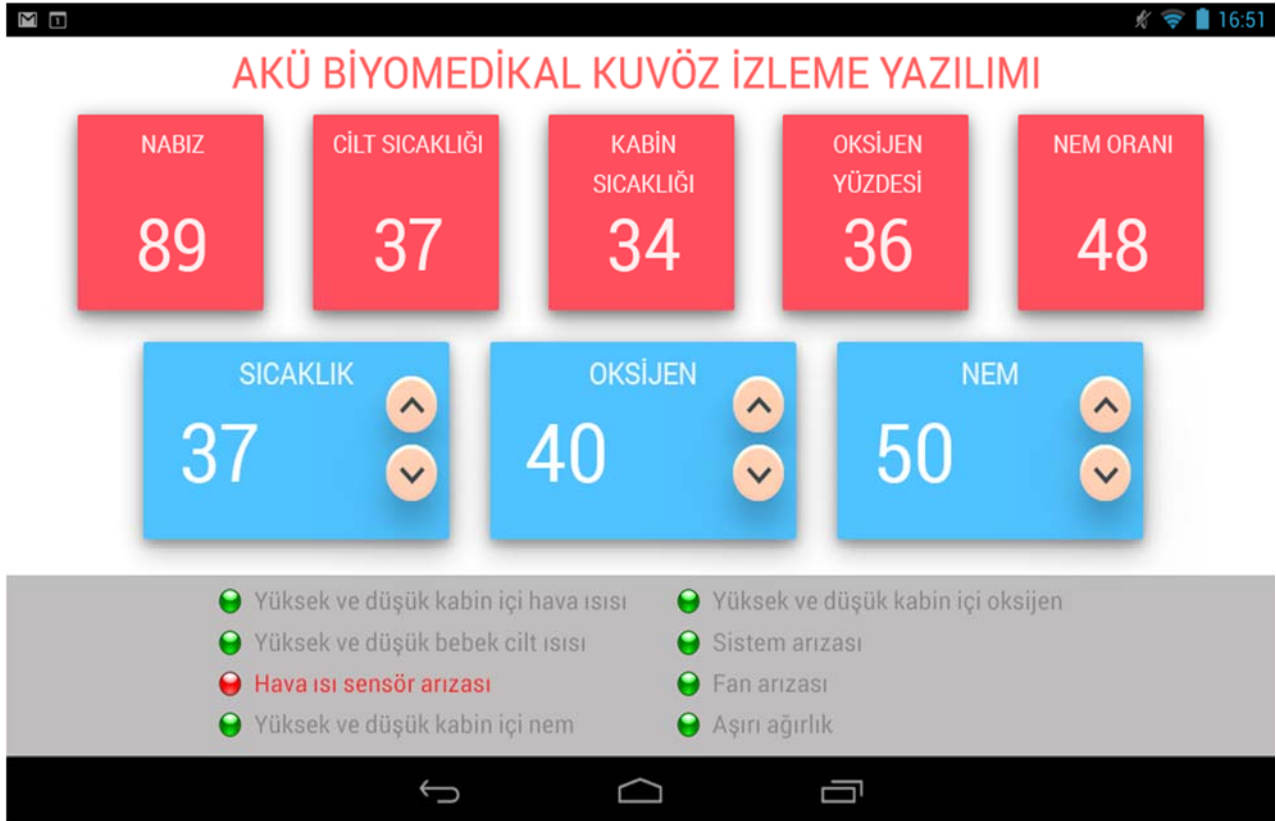 16:51
AKÜ BİYOMEDİKAL KUVÖZ İZLEME YAZILIMI
NABIZ
89
CİLT SICAKLIĞI
37
KABİN
SICAKLIĞI
34
OKSİJEN
YÜZDESİ
36
NEM ORANI
48
SICAKLIK
37
OKSİJEN
40
NEM
50
Yüksek ve düşük kabin içi hava ısısı
Yüksek ve düşük bebek cilt ısısı
Hava ısı sensör arızası
Yüksek ve düşük kabin içi nem
Yüksek ve düşük kabin içi oksijen
Sistem arızası
Fan arızası
Aşırı ağırlık